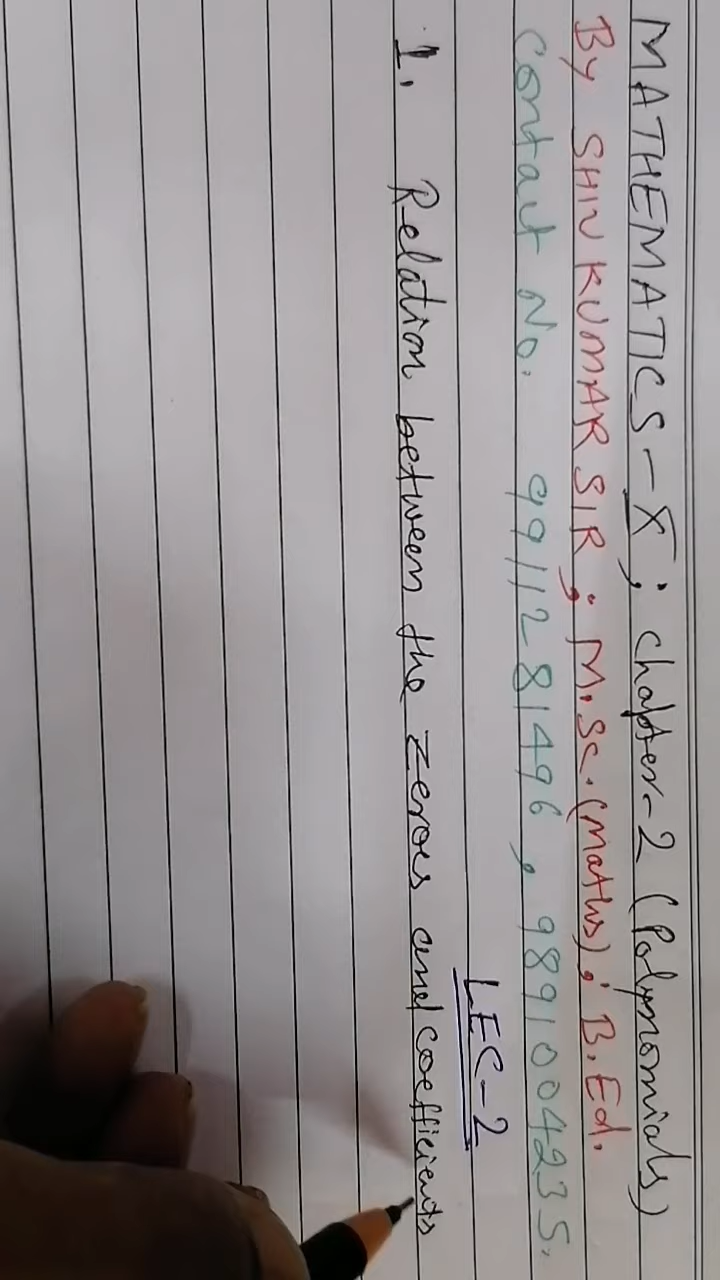 MATHEMATICS-X; Chapter-2 (Polynomials)
By SHIV KUMAR SIR; M.Sc.(Maths); B.Ed.
Contact No. 9911281496, 9891004235.
LEC-2
1. Relation between the zeroes and coefficients